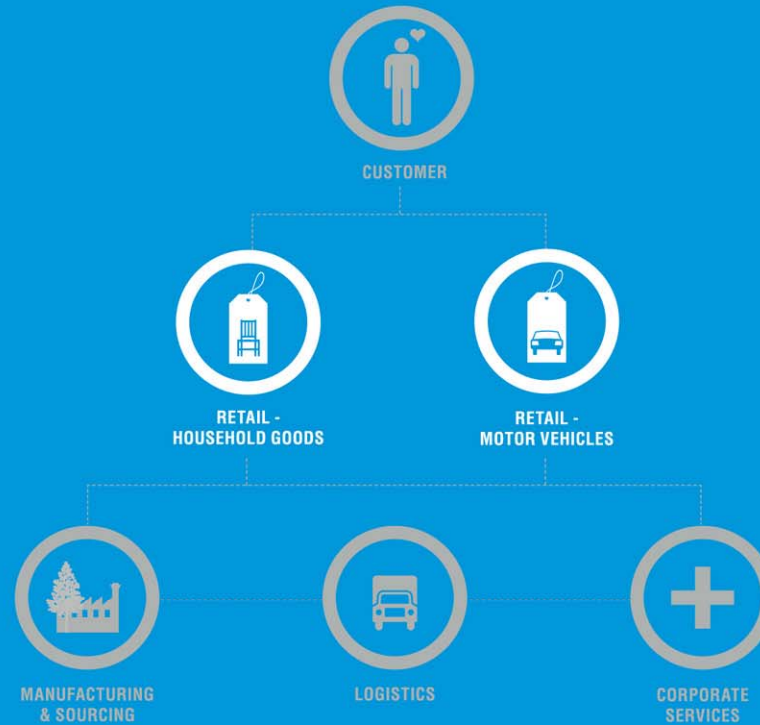 CUSTOMER
RETAIL -
HOUSEHOLD GOODS
RETAIL -
MOTOR VEHICLES
MANUFACTURING
& SOURCING
LOGISTICS
CORPORATE
SERVICES